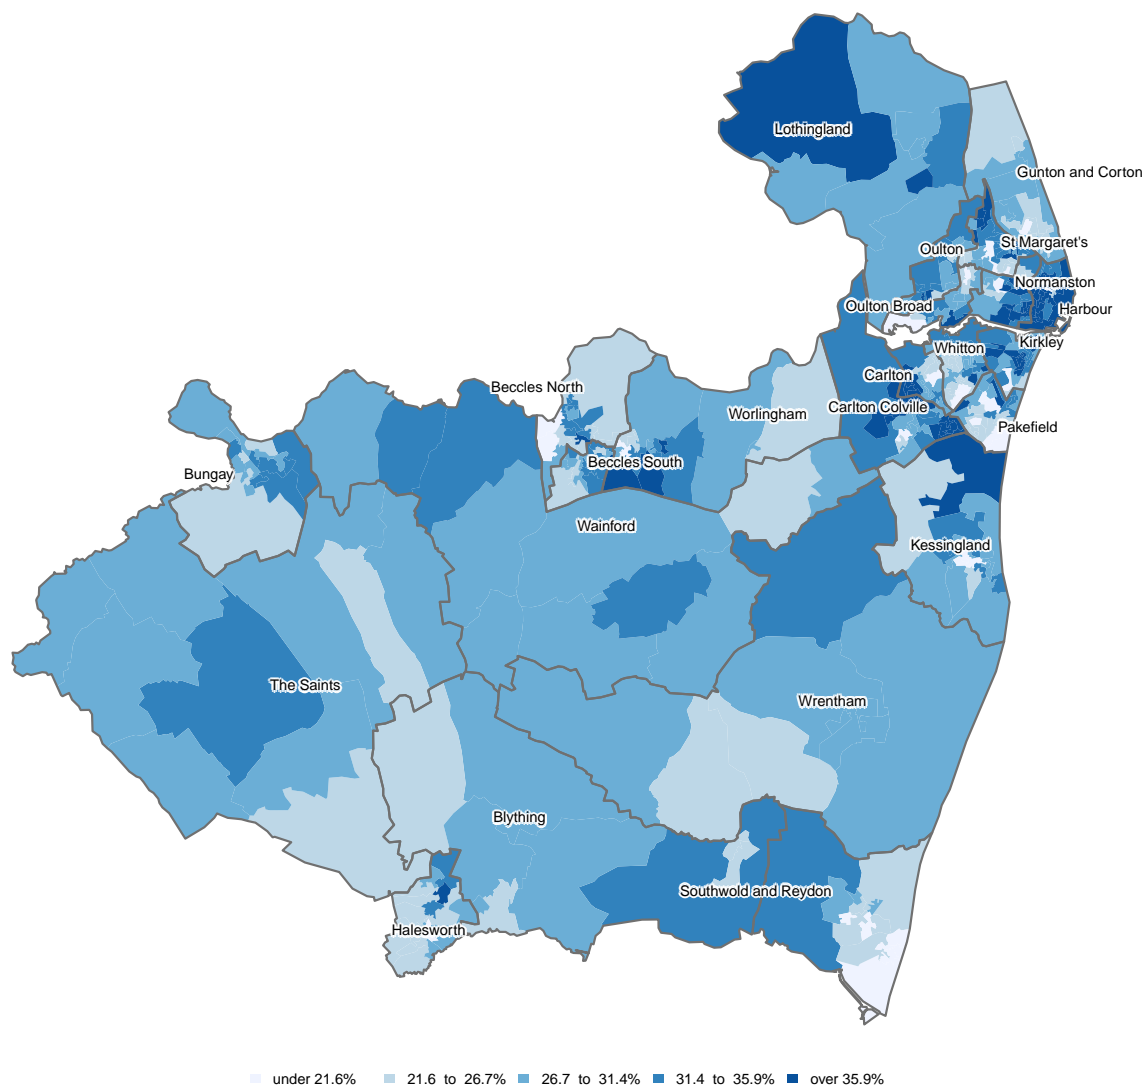 Lothingland
Gunton and Corton
Oulton
St Margaret's
Normanston
Oulton Broad
Harbour
Kirkley
Whitton
Carlton
Beccles North
Worlingham
Carlton Colville
Pakefield
Bungay
Beccles South
Wainford
Kessingland
The Saints
Wrentham
Blything
Southwold and Reydon
Halesworth
under 21.6% 21.6 to 26.7% 26.7 to 31.4% 31.4 to 35.9% over 35.9%